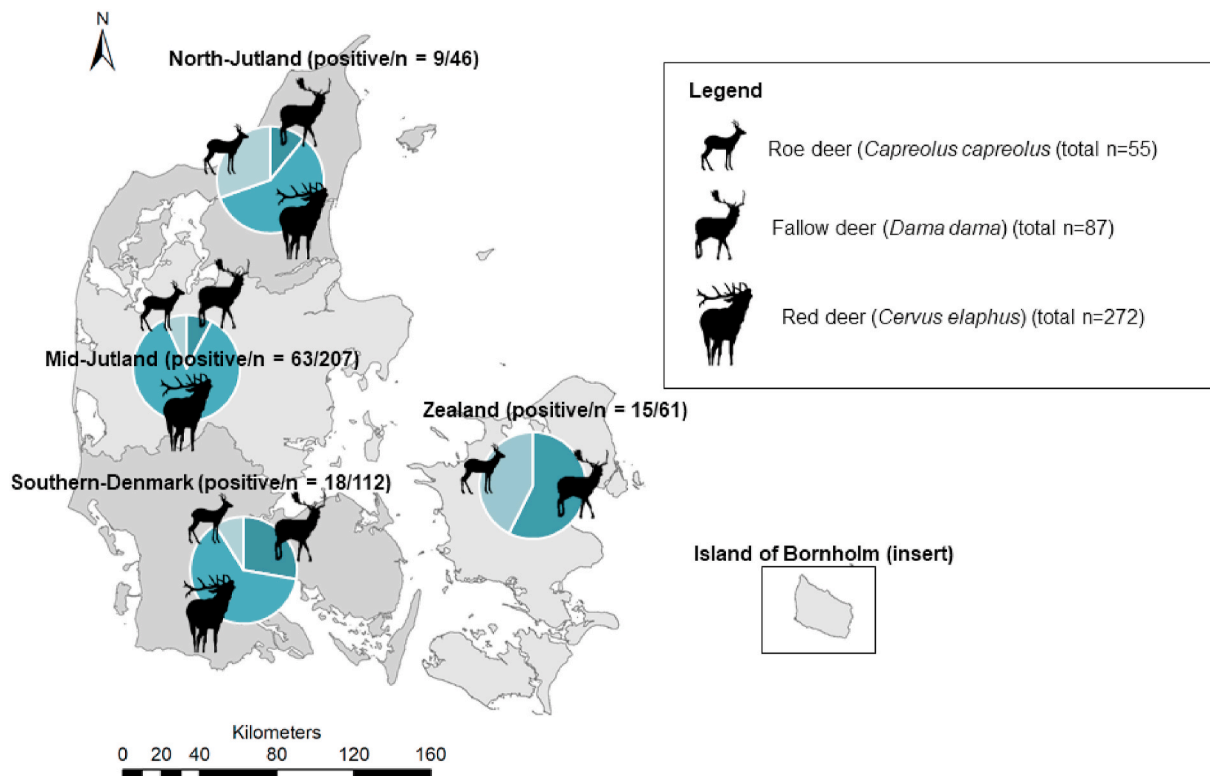 N
North-Jutland (positive/n = 9/46)
Mid-Jutland (positive/n = 63/207)
Southern-Denmark (positive/n = 18/112)
Zealand (positive/n = 15/61)
Legend
Roe deer (Capreolus capreolus (total n=55)
Fallow deer (Dama dama) (total n=87)
Red deer (Cervus elaphus) (total n=272)
Island of Bornholm (insert)
Kilometers
0 20 40 80 120 160